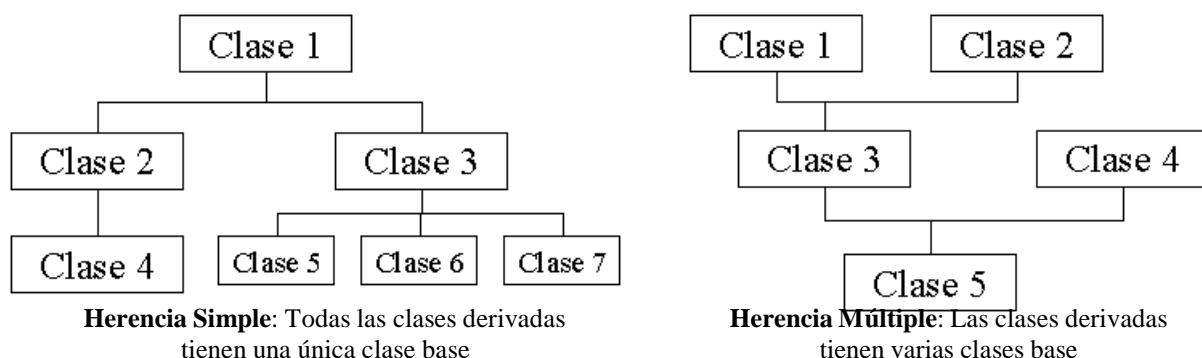 Clase 1
Clase 2
Clase 3
Clase 4
Clase 5
Clase 6
Clase 7
Herencia Simple: Todas las clases derivadas
tienen una única clase base
Clase 1
Clase 2
Clase 3
Clase 4
Clase 5
Herencia Múltiple: Las clases derivadas
tienen varias clases base